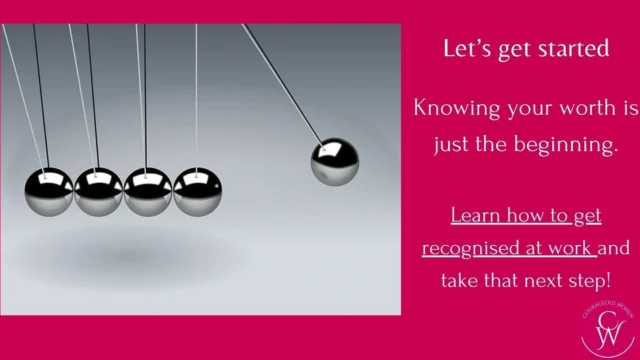 Let's get started
Knowing your worth is
just the beginning.
Learn how to get
recognised at work and
take that next step!
COURAGEOUS WOMEN
CW